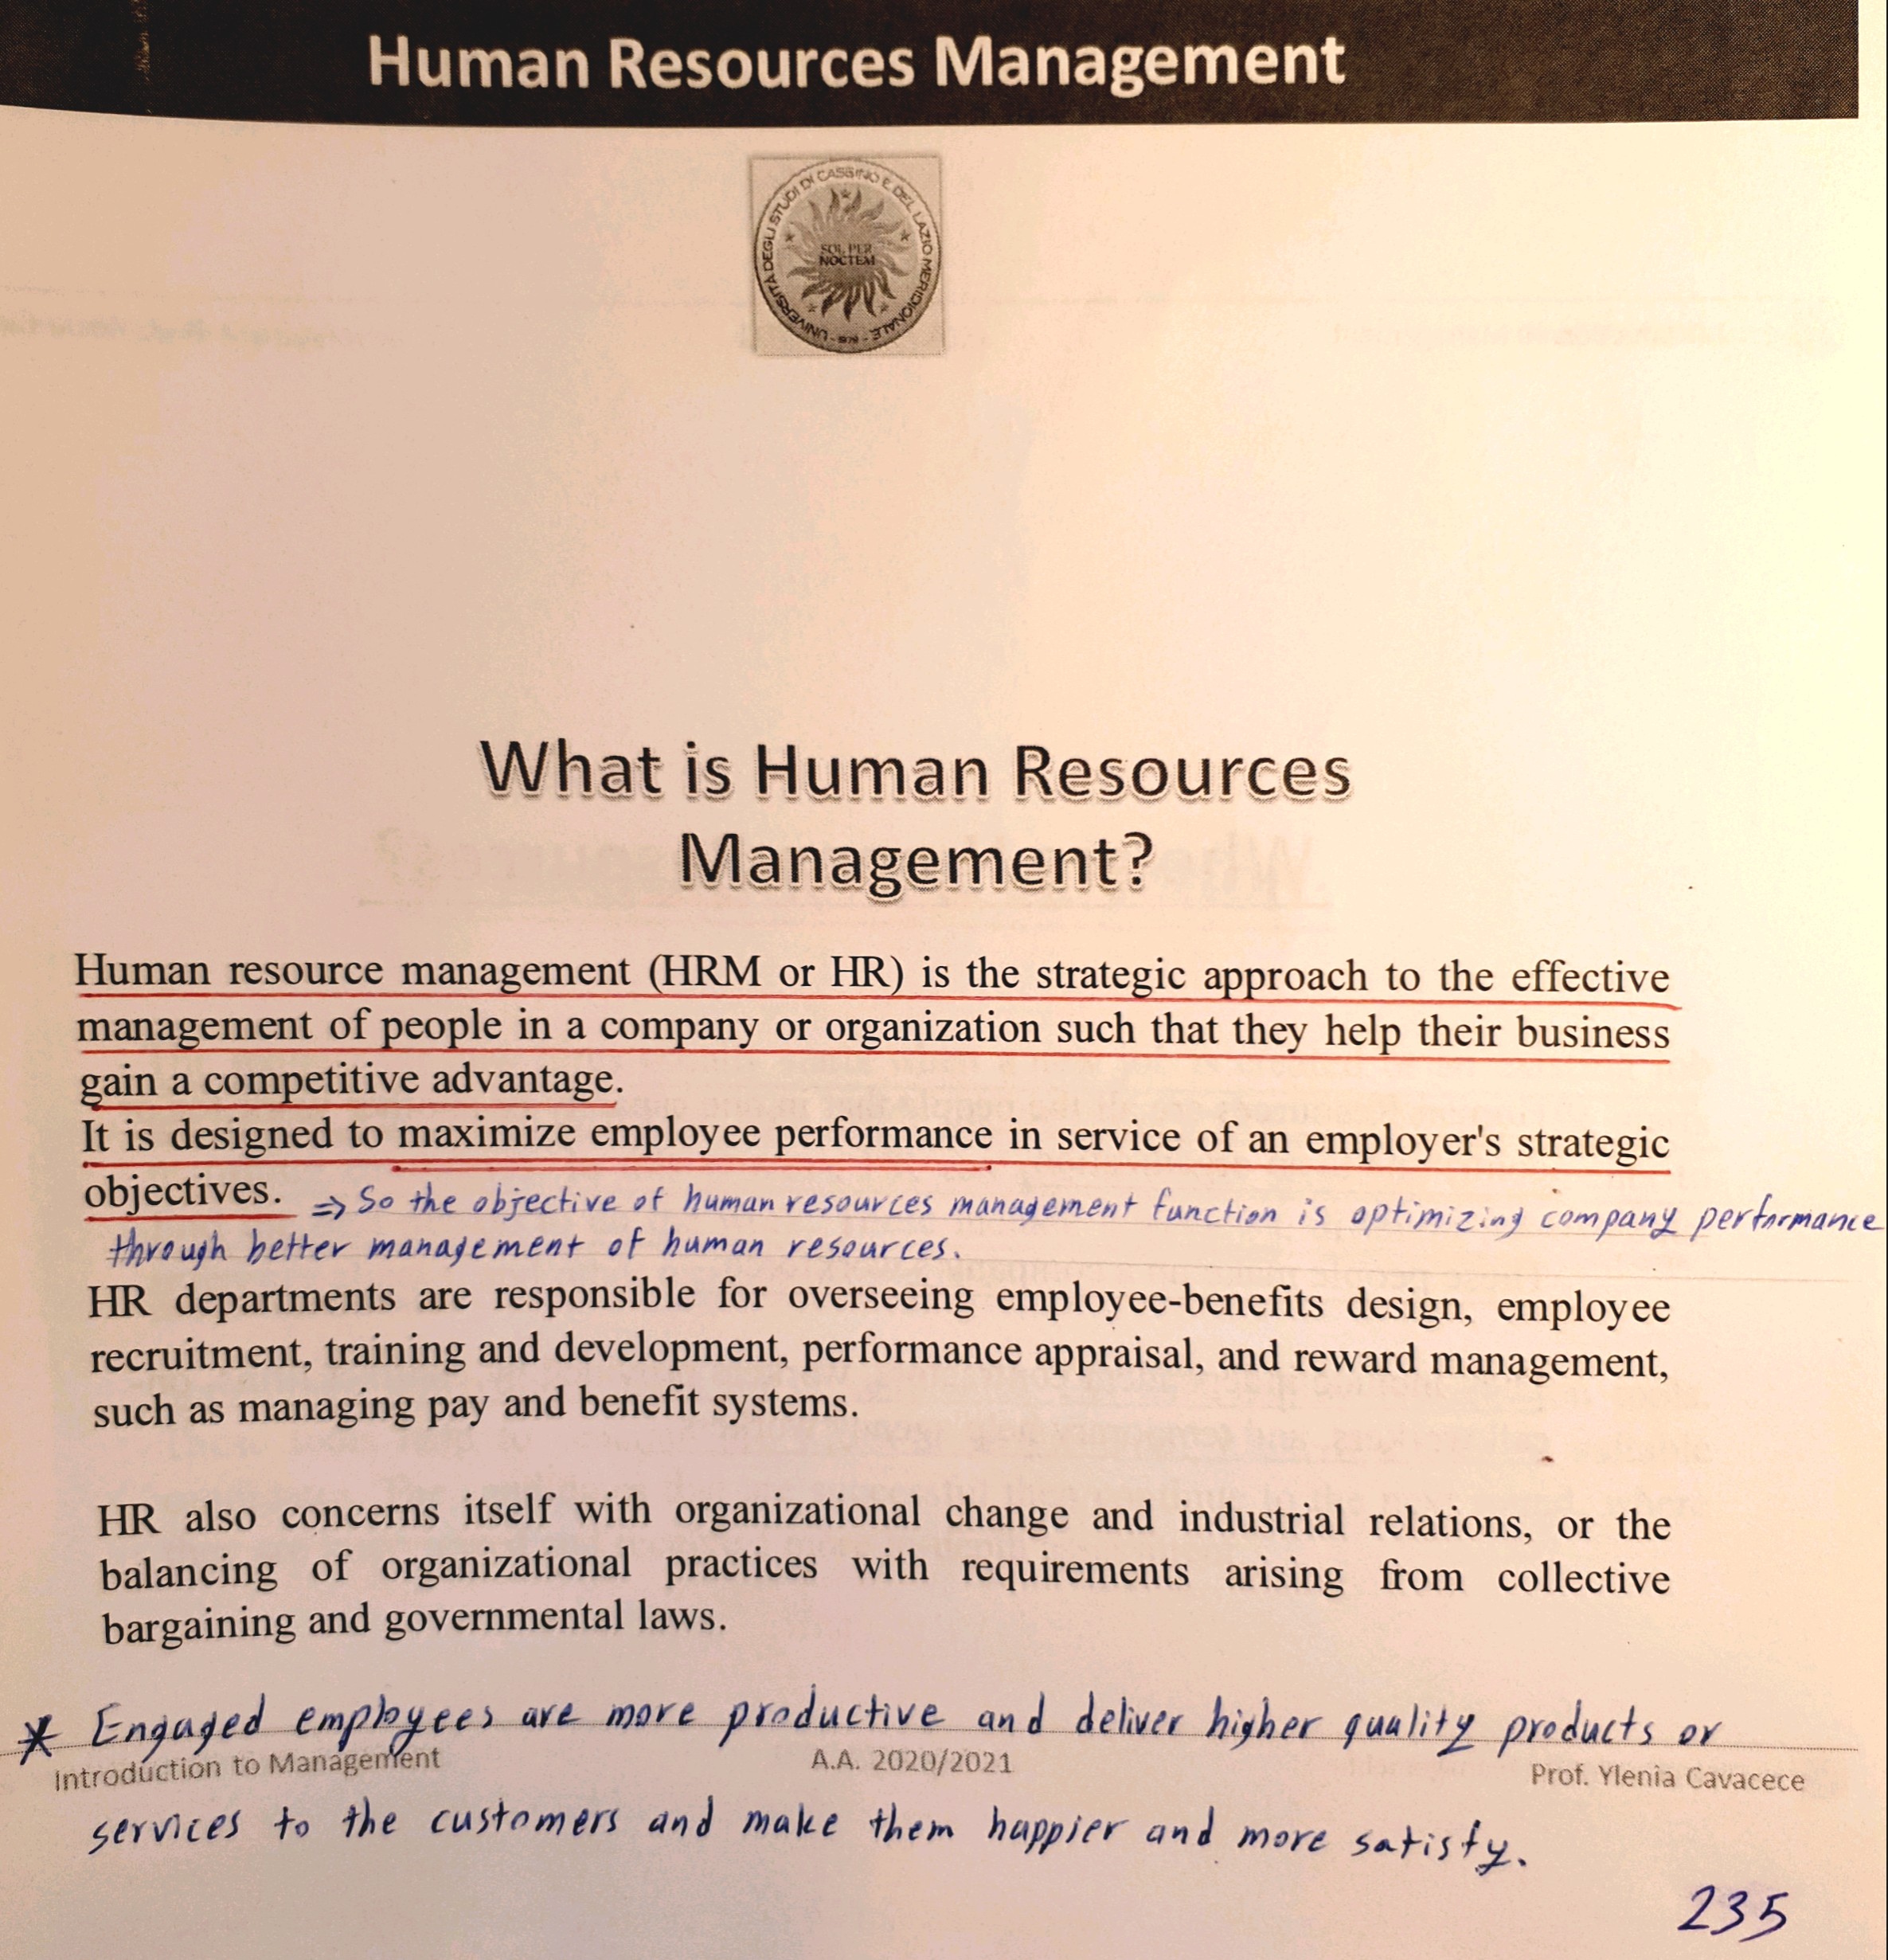 Human Resources Management
UNIVERSITÀ DEGLI STUDI DI CASSINO E DEL LAZIO MERIDIONALE
SOL PER
NOCTEM
What is Human Resources
Management?
Human resource management (HRM or HR) is the strategic approach to the effective
management of people in a company or organization such that they help their business
gain a competitive advantage.
It is designed to maximize employee performance in service of an employer's strategic
objectives. ⇒ So the objective of human resources management function is optimizing company performance
through better management of human resources.
HR departments are responsible for overseeing employee-benefits design, employee
recruitment, training and development, performance appraisal, and reward management,
such as managing pay and benefit systems.
HR also concerns itself with organizational change and industrial relations, or the
balancing of organizational practices with requirements arising from collective
bargaining and governmental laws.
* Engaged employees are more productive and deliver higher quality products or
Introduction to Management A.A. 2020/2021 Prof. Ylenia Cavacece
services to the customers and make them happier and more satisfy.
235